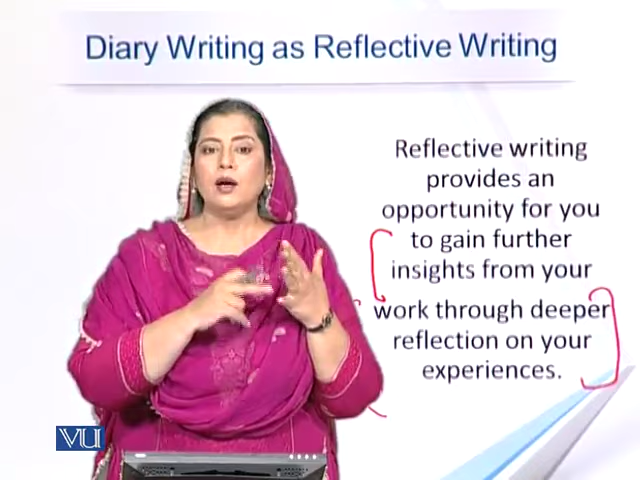 Diary Writing as Reflective Writing
Reflective writing
provides an
opportunity for you
to gain further
insights from your
work through deeper
reflection on your
experiences.
VU